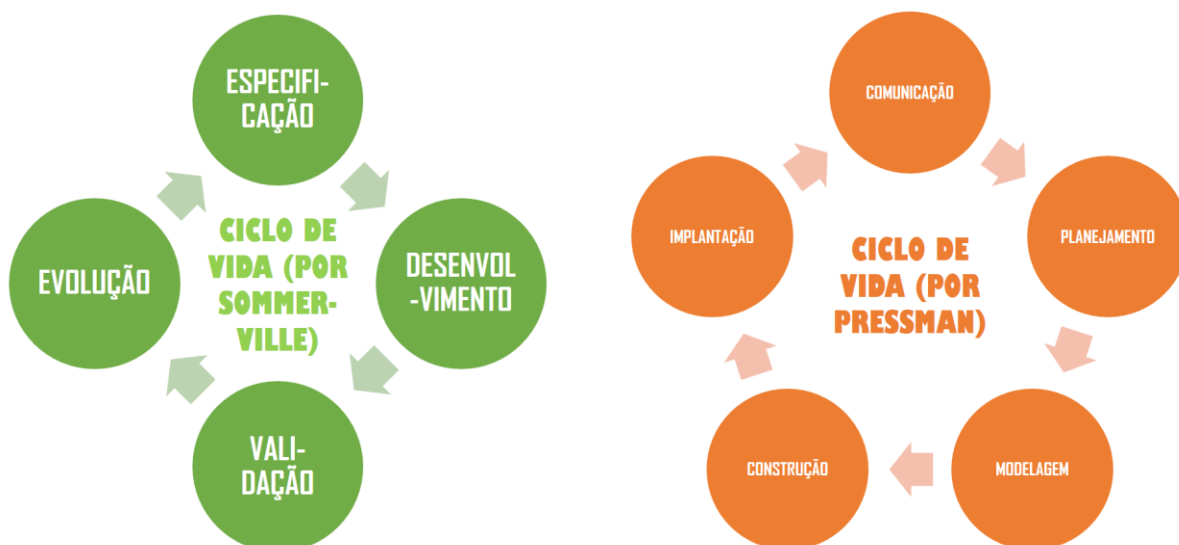 ESPECIFI-
CAÇÃO
DESENVOL
-VIMENTO
VALI-
DAÇÃO
EVOLUÇÃO
CICLO DE
VIDA (POR
SOMMER-
VILLE)
COMUNICAÇÃO
PLANEJAMENTO
MODELAGEM
CONSTRUÇÃO
IMPLANTAÇÃO
CICLO DE
VIDA (POR
PRESSMAN)